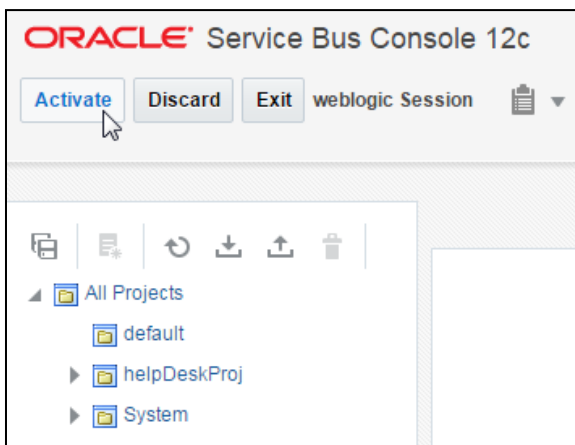 ORACLE® Service Bus Console 12c
Activate Discard Exit weblogic Session
All Projects
default
helpDeskProj
System